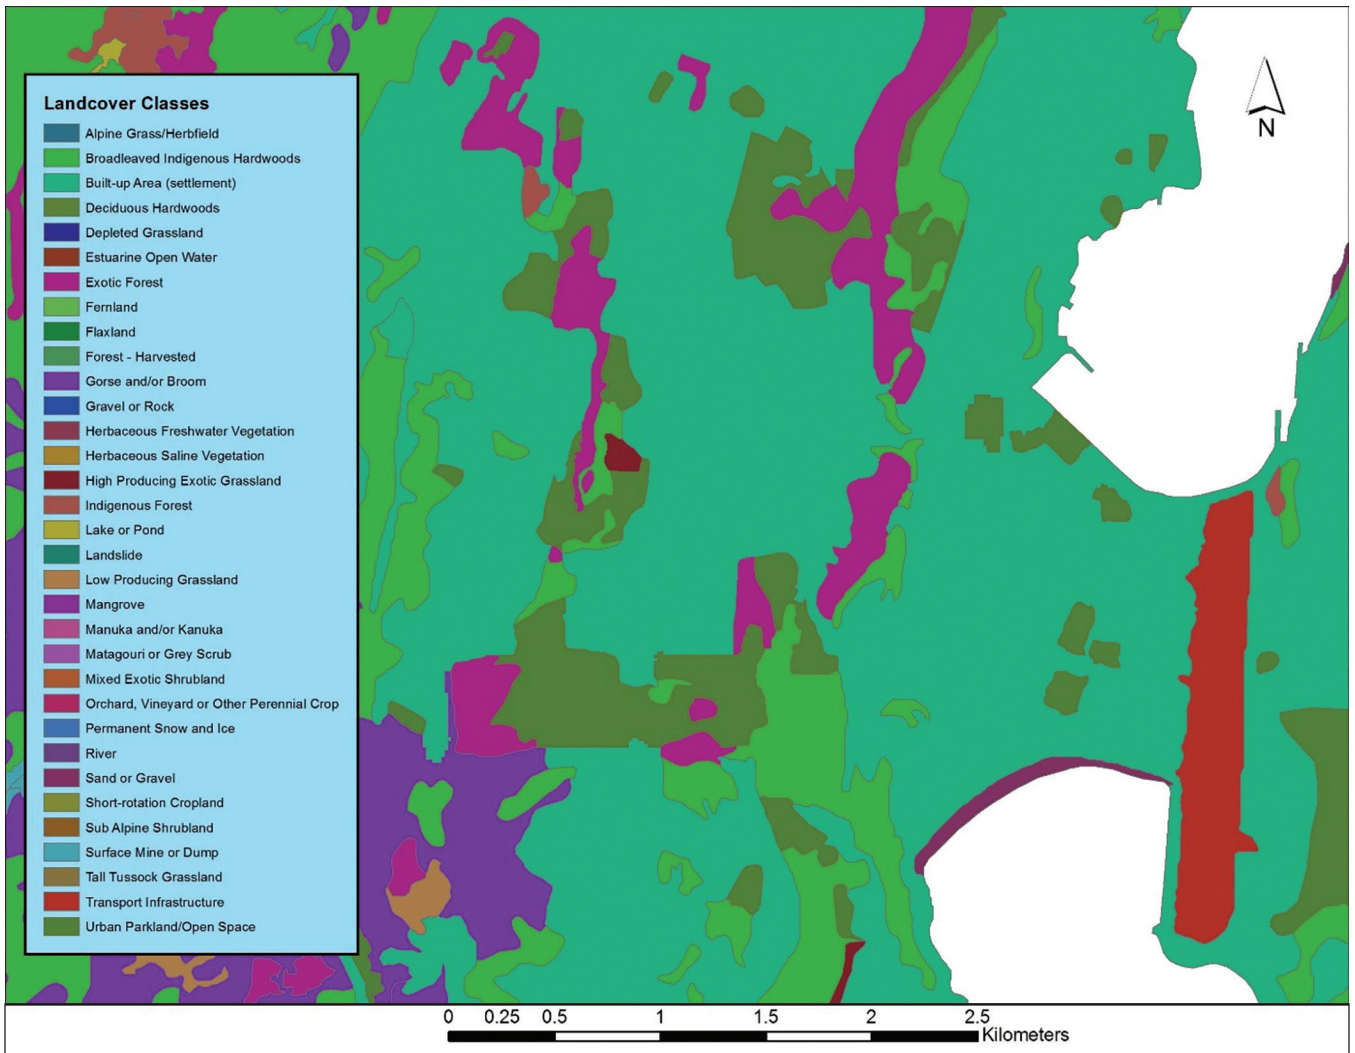 Landcover Classes
Alpine Grass/Herbfield
Broadleaved Indigenous Hardwoods
Built-up Area (settlement)
Deciduous Hardwoods
Depleted Grassland
Estuarine Open Water
Exotic Forest
Fernland
Flaxland
Forest - Harvested
Gorse and/or Broom
Gravel or Rock
Herbaceous Freshwater Vegetation
Herbaceous Saline Vegetation
High Producing Exotic Grassland
Indigenous Forest
Lake or Pond
Landslide
Low Producing Grassland
Mangrove
Manuka and/or Kanuka
Matagouri or Grey Scrub
Mixed Exotic Shrubland
Orchard, Vineyard or Other Perennial Crop
Permanent Snow and Ice
River
Sand or Gravel
Short-rotation Cropland
Sub Alpine Shrubland
Surface Mine or Dump
Tall Tussock Grassland
Transport Infrastructure
Urban Parkland/Open Space
N
0 0.25 0.5 1 1.5 2 2.5
Kilometers